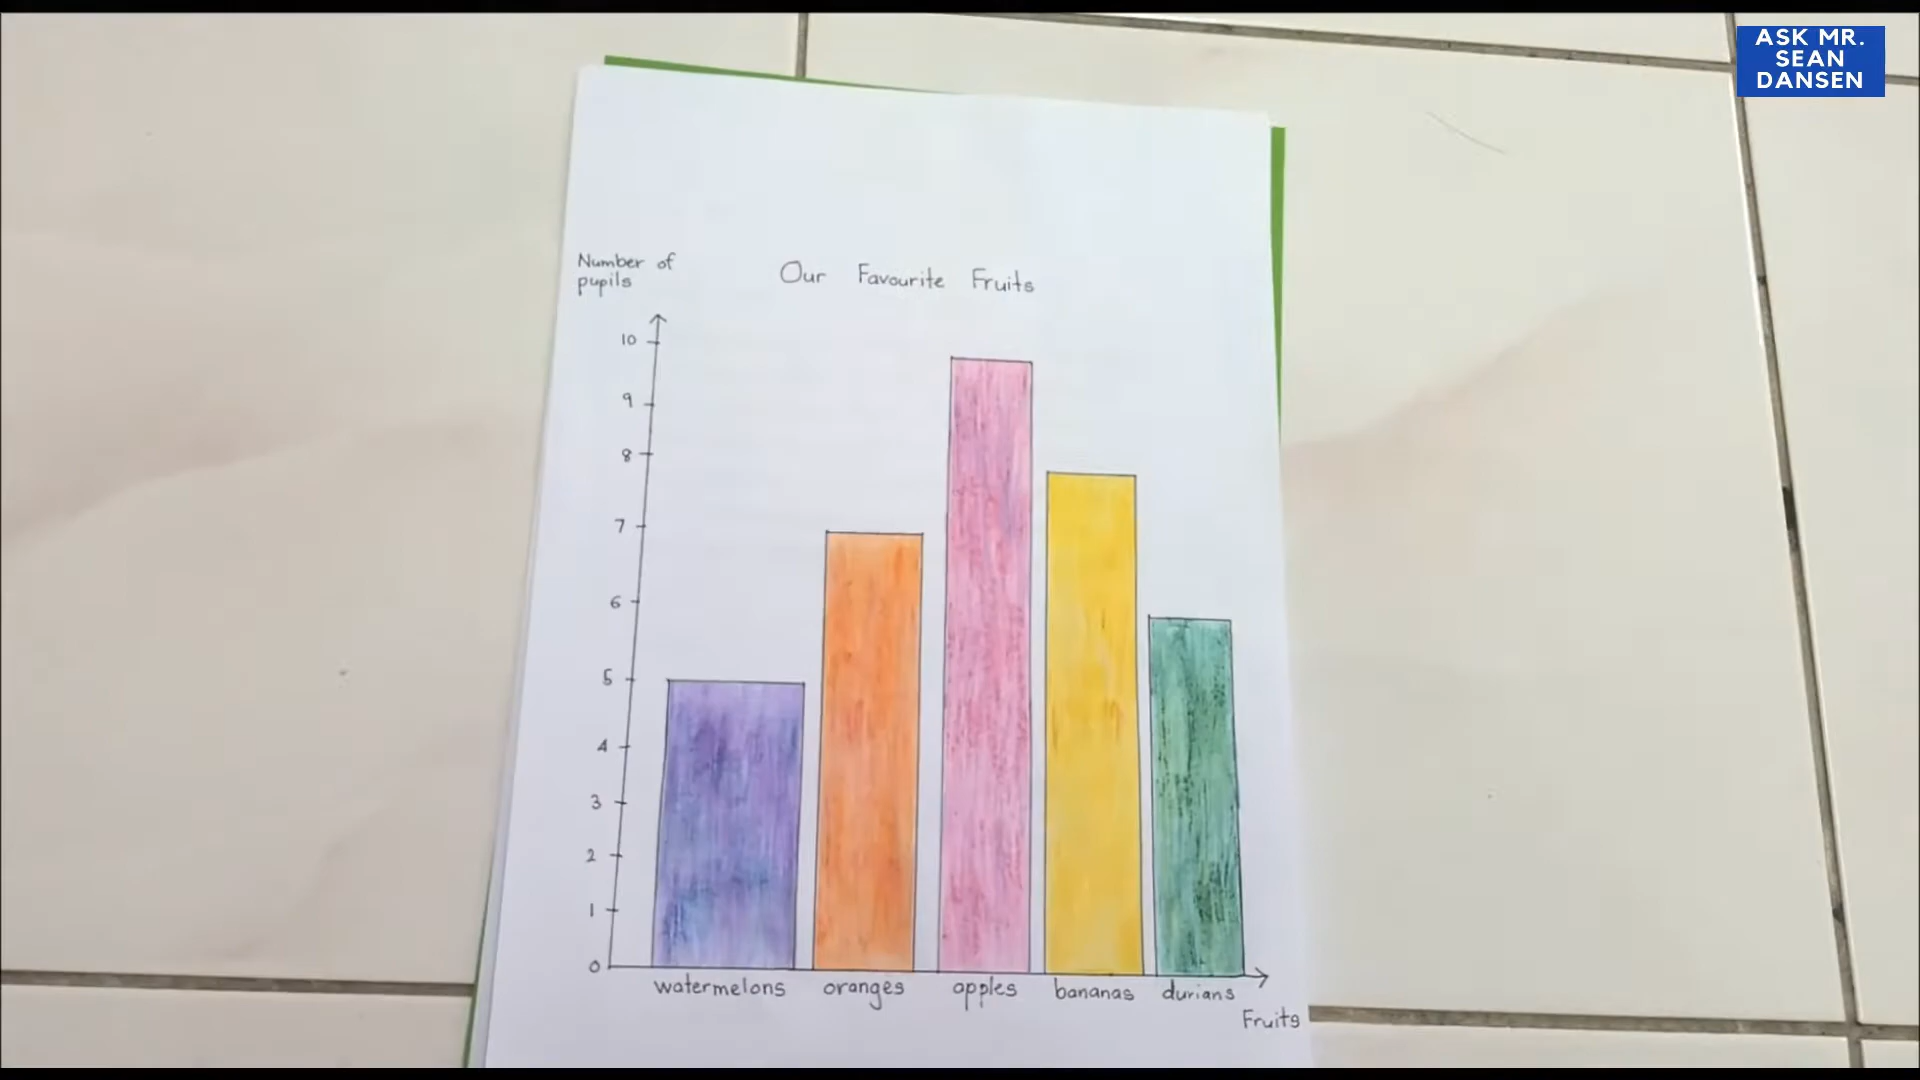 ASK MR.
SEAN
DANSEN
Number of
pupils
Our Favourite Fruits
10
9
8
7
6
5
4
3
2
1
0
watermelons oranges apples bananas durians
Fruits